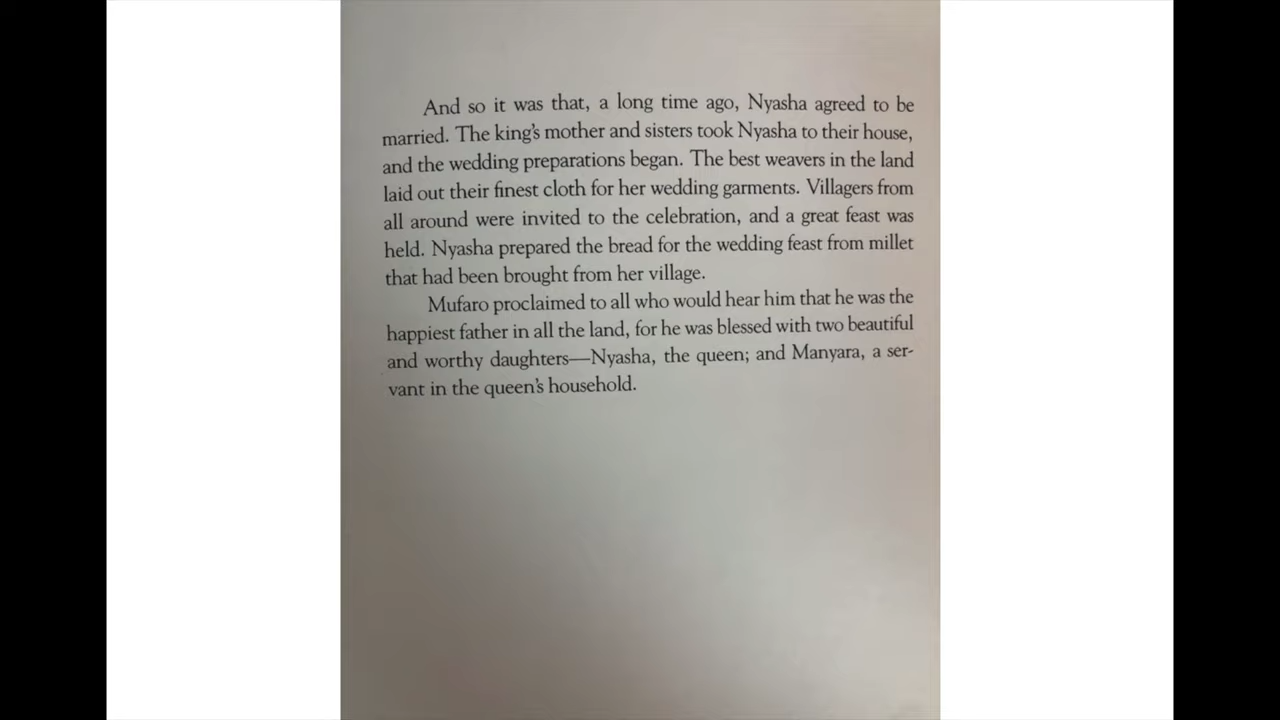 And so it was that, a long time ago, Nyasha agreed to be
married. The king's mother and sisters took Nyasha to their house,
and the wedding preparations began. The best weavers in the land
laid out their finest cloth for her wedding garments. Villagers from
all around were invited to the celebration, and a great feast was
held. Nyasha prepared the bread for the wedding feast from millet
that had been brought from her village.
Mufaro proclaimed to all who would hear him that he was the
happiest father in all the land, for he was blessed with two beautiful
and worthy daughters—Nyasha, the queen; and Manyara, a ser-
vant in the queen's household.